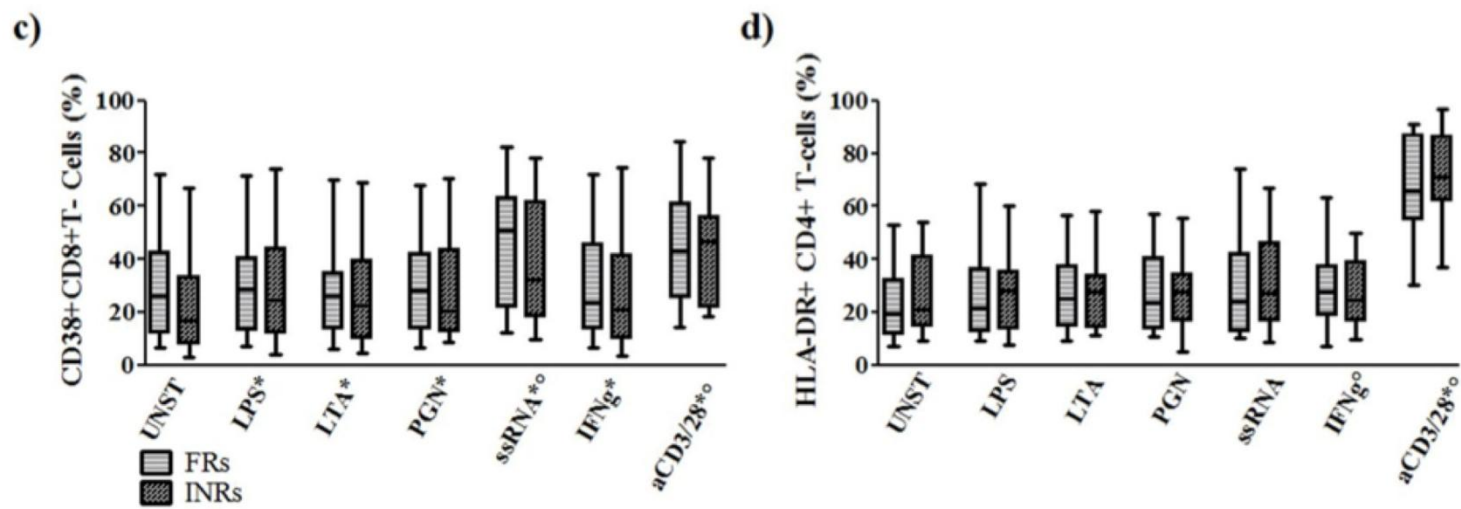 c)
CD38+CD8+T- Cells (%)
100
80
60
40
20
0
UNST
LPS*
LTA*
PGN*
ssRNA*°
IFNg*
aCD3/28*°
FRs
INRs
d)
HLA-DR+ CD4+ T-cells (%)
100
80
60
40
20
0
UNST
LPS
LTA
PGN
ssRNA
IFNg°
aCD3/28*°